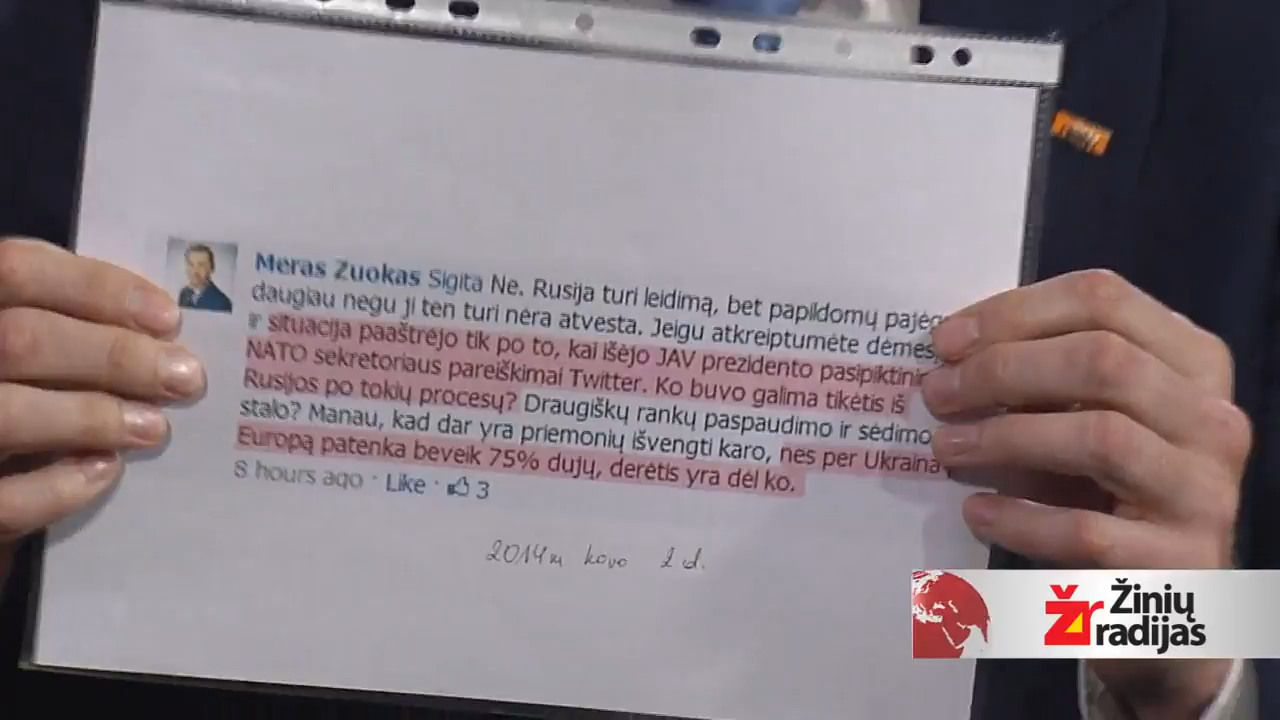 Meras Zuokas Sigita Ne. Rusija turi leidimą, bet papildomų
daugiau negu ji ten turi nėra atvesta. Jeigu atkreiptumėte dėmes
ir situacija paaštrėjo tik po to, kai išėjo JAV prezidento
NATO sekretoriaus pareiškimai Twitter. Ko buvo galima tikėtis iš
Rusijos po tokių procesų? Draugiškų rankų paspaudimo ir sėdimo
stalo? Manau, kad dar yra priemonių išvengti karo, nes per Ukrainą
Europą patenka beveik 75% dujų, derėtis yra dėl ko.
8 hours ago · Like · 3
2014m kovo 2 d.
Žr Žinių
radijas